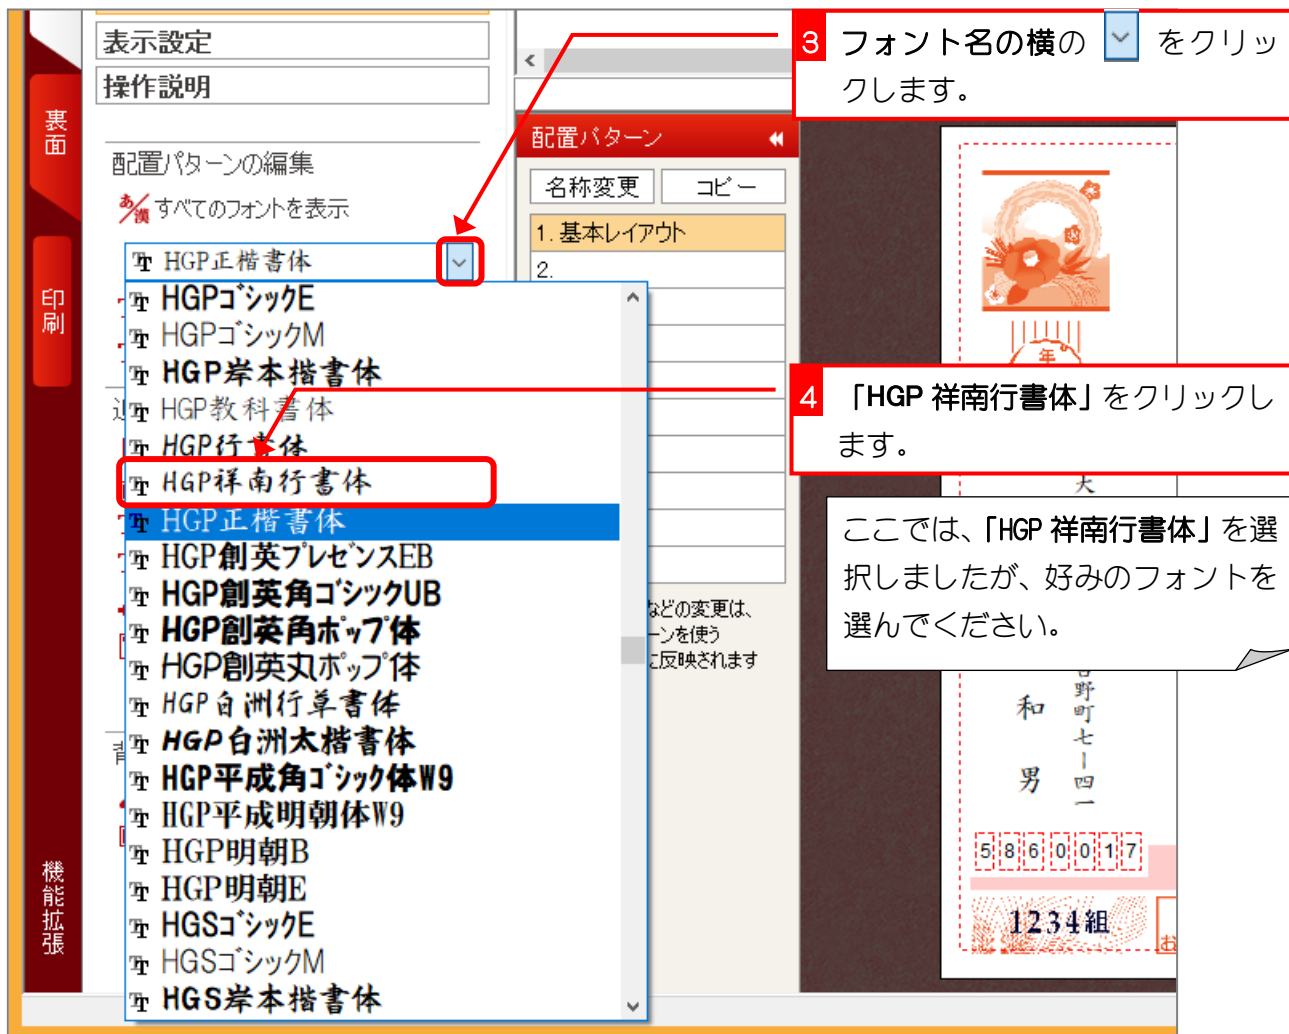 表示設定
操作説明
裏面
印刷
機能拡張
配置パターンの編集
すべてのフォントを表示
HGP正楷書体
HGPゴシックE
HGPゴシックM
HGP岸本楷書体
HGP教科書体
HGP行書体
HGP祥南行書体
HGP正楷書体
HGP創英プレゼンスEB
HGP創英角ゴシックUB
HGP創英角ポップ体
HGP創英丸ポップ体
HGP白洲行草書体
HGP白洲太楷書体
HGP平成角ゴシック体W9
HGP平成明朝体W9
HGP明朝B
HGP明朝E
HGSゴシックE
HGSゴシックM
HGS岸本楷書体
配置パターン
名称変更 コピー
1. 基本レイアウト
2.
などの変更は、
ーンを使う
に反映されます
3 フォント名の横の をクリッ
クします。
4 「HGP 祥南行書体」をクリックし
ます。
ここでは、「HGP 祥南行書体」を選
択しましたが、好みのフォントを
選んでください。
年
大
野町七ー四一
和男
5860017
1234組
お